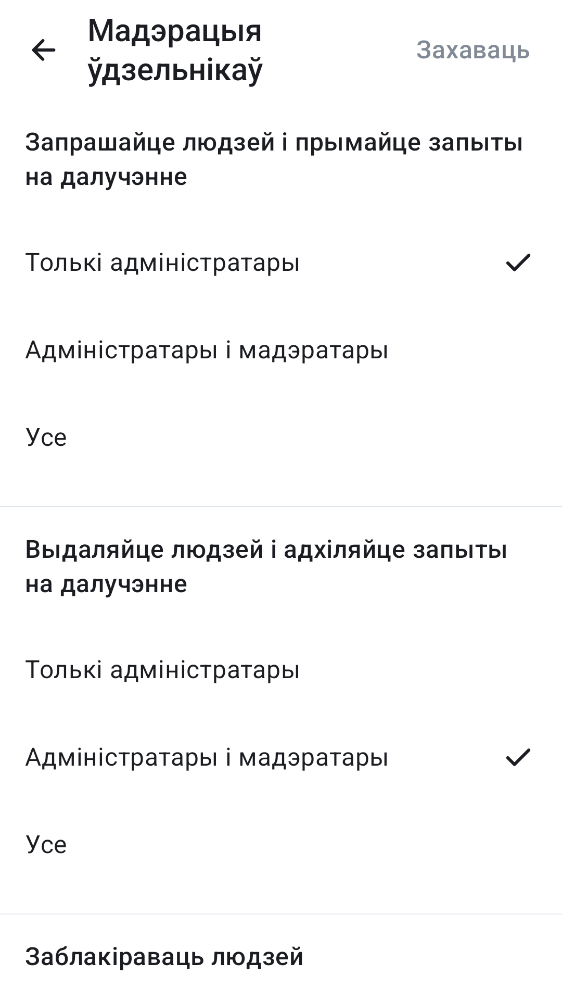 Мадэрацыя
ўдзельнікаў
Захаваць
Запрашайце людзей і прымайце запыты
на далучэнне
Толькі адміністратары
Адміністратары і мадэратары
Усе
Выдаляйце людзей і адхіляйце запыты
на далучэнне
Толькі адміністратары
Адміністратары і мадэратары
Усе
Заблакіраваць людзей